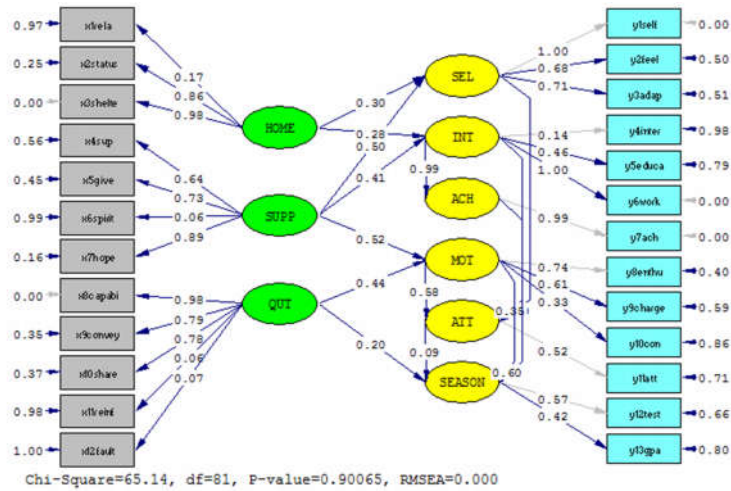 0.97 x1rela
0.25 x2status
0.00 x3shelte
0.56 x4sup
0.45 x5give
0.99 x6spirit
0.16 x7hope
0.00 x8capabi
0.35 x9convey
0.37 x10share
0.98 x11reinf
1.00 x12fault
0.17
0.86
0.98
0.64
0.73
0.06
0.89
0.98
0.79
0.78
0.06
0.07
HOME
SUPP
QUT
0.30
0.28
0.50
0.41
0.52
0.44
0.20
SEL
INT
0.99
ACH
MOT
0.58
ATT
0.09
SEASON
0.35
0.60
1.00
0.68
0.71
0.14
0.46
1.00
0.99
0.74
0.61
0.33
0.52
0.57
0.42
y1self 0.00
y2feel 0.50
y3adap 0.51
y4inter 0.98
y5educa 0.79
y6work 0.00
y7ach 0.00
y8enthu 0.40
y9charge 0.59
y10con 0.86
y11att 0.71
y12test 0.66
y13gpa 0.80
Chi-Square=65.14, df=81, P-value=0.90065, RMSEA=0.000